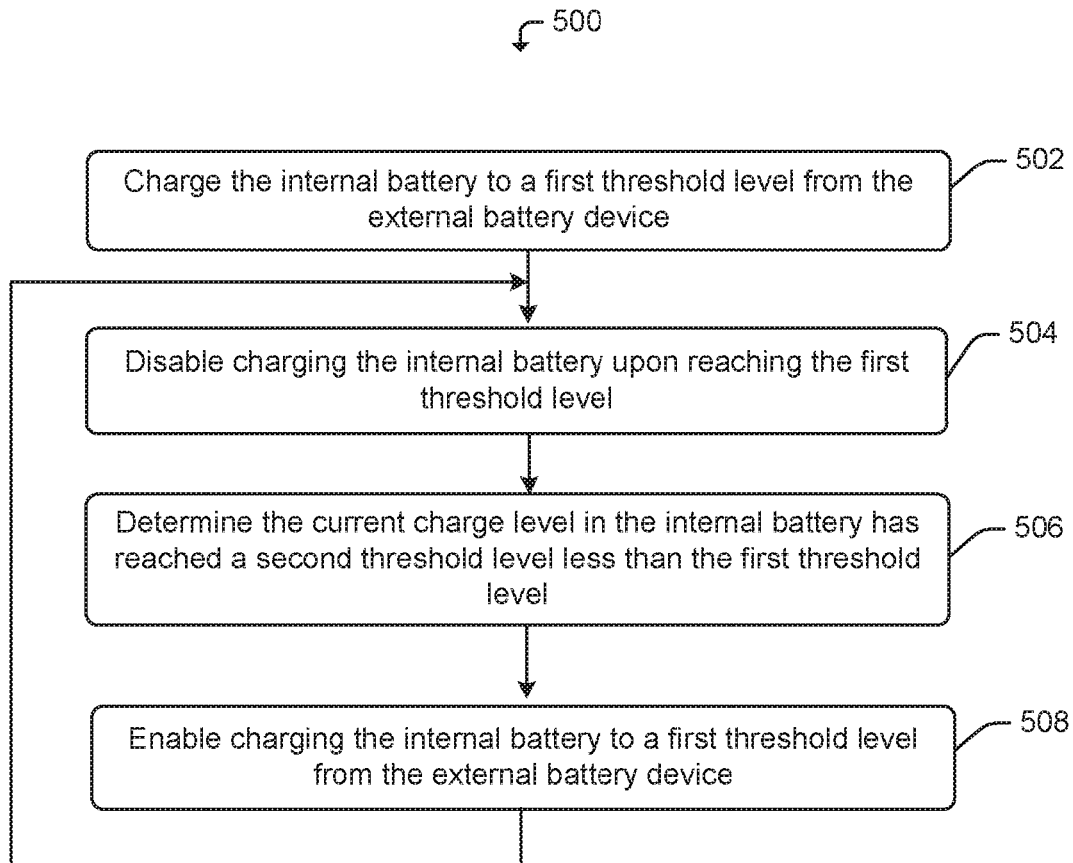 500
Charge the internal battery to a first threshold level from the
external battery device
502
Disable charging the internal battery upon reaching the first
threshold level
504
Determine the current charge level in the internal battery has
reached a second threshold level less than the first threshold
level
506
Enable charging the internal battery to a first threshold level
from the external battery device
508